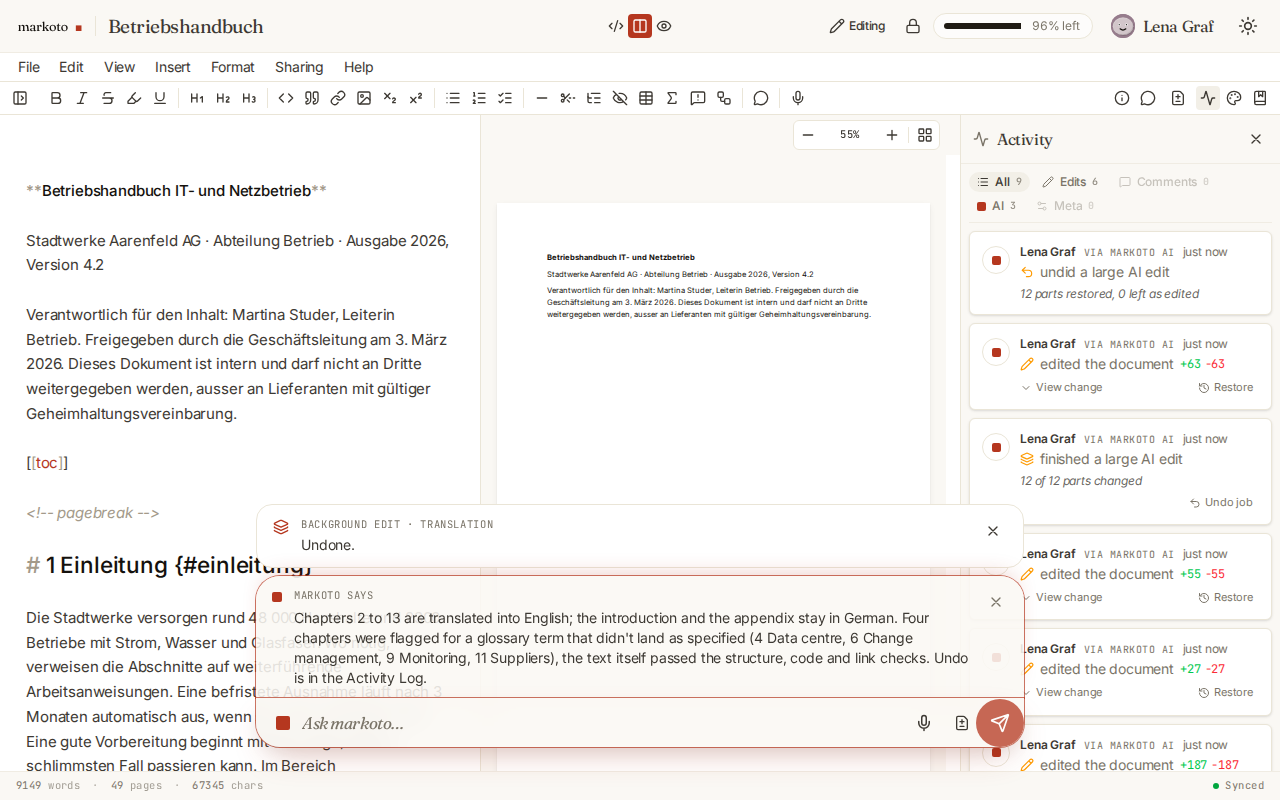 markoto
Betriebshandbuch
Editing
96% left
Lena Graf
File Edit View Insert Format Sharing Help
H1 H2 H3
55%
**Betriebshandbuch IT- und Netzbetrieb**
Stadtwerke Aarenfeld AG · Abteilung Betrieb · Ausgabe 2026,
Version 4.2
Verantwortlich für den Inhalt: Martina Studer, Leiterin
Betrieb. Freigegeben durch die Geschäftsleitung am 3. März
2026. Dieses Dokument ist intern und darf nicht an Dritte
weitergegeben werden, ausser an Lieferanten mit gültiger
Geheimhaltungsvereinbarung.
[[toc]]
<!-- pagebreak -->
# 1 Einleitung {#einleitung}
Die Stadtwerke versorgen rund 48 000
Betriebe mit Strom, Wasser und Glasfaser
verweisen die Abschnitte auf weiterführende
Arbeitsanweisungen. Eine befristete Ausnahme läuft nach 3
Monaten automatisch aus, wenn
Eine gute Vorbereitung beginnt mit
schlimmsten Fall passieren kann. Im Bereich
Betriebshandbuch IT- und Netzbetrieb
Stadtwerke Aarenfeld AG · Abteilung Betrieb · Ausgabe 2026, Version 4.2
Verantwortlich für den Inhalt: Martina Studer, Leiterin Betrieb. Freigegeben durch die
Geschäftsleitung am 3. März 2026. Dieses Dokument ist intern und darf nicht an Dritte
weitergegeben werden, ausser an Lieferanten mit gültiger Geheimhaltungsvereinbarung.
BACKGROUND EDIT · TRANSLATION
Undone.
MARKOTO SAYS
Chapters 2 to 13 are translated into English; the introduction and the appendix stay in German. Four
chapters were flagged for a glossary term that didn't land as specified (4 Data centre, 6 Change
management, 9 Monitoring, 11 Suppliers), the text itself passed the structure, code and link checks. Undo
is in the Activity Log.
Ask markoto...
Activity
All 9 Edits 6 Comments 0
AI 3 Meta 0
Lena Graf VIA MARKOTO AI just now
undid a large AI edit
12 parts restored, 0 left as edited
Lena Graf VIA MARKOTO AI just now
edited the document +63 -63
View change Restore
Lena Graf VIA MARKOTO AI just now
finished a large AI edit
12 of 12 parts changed
Undo job
Lena Graf VIA MARKOTO AI just now
edited the document +55 -55
View change Restore
Lena Graf VIA MARKOTO AI just now
edited the document +27 -27
View change Restore
Lena Graf VIA MARKOTO AI just now
edited the document +187 -187
9149 words · 49 pages · 67345 chars
Synced